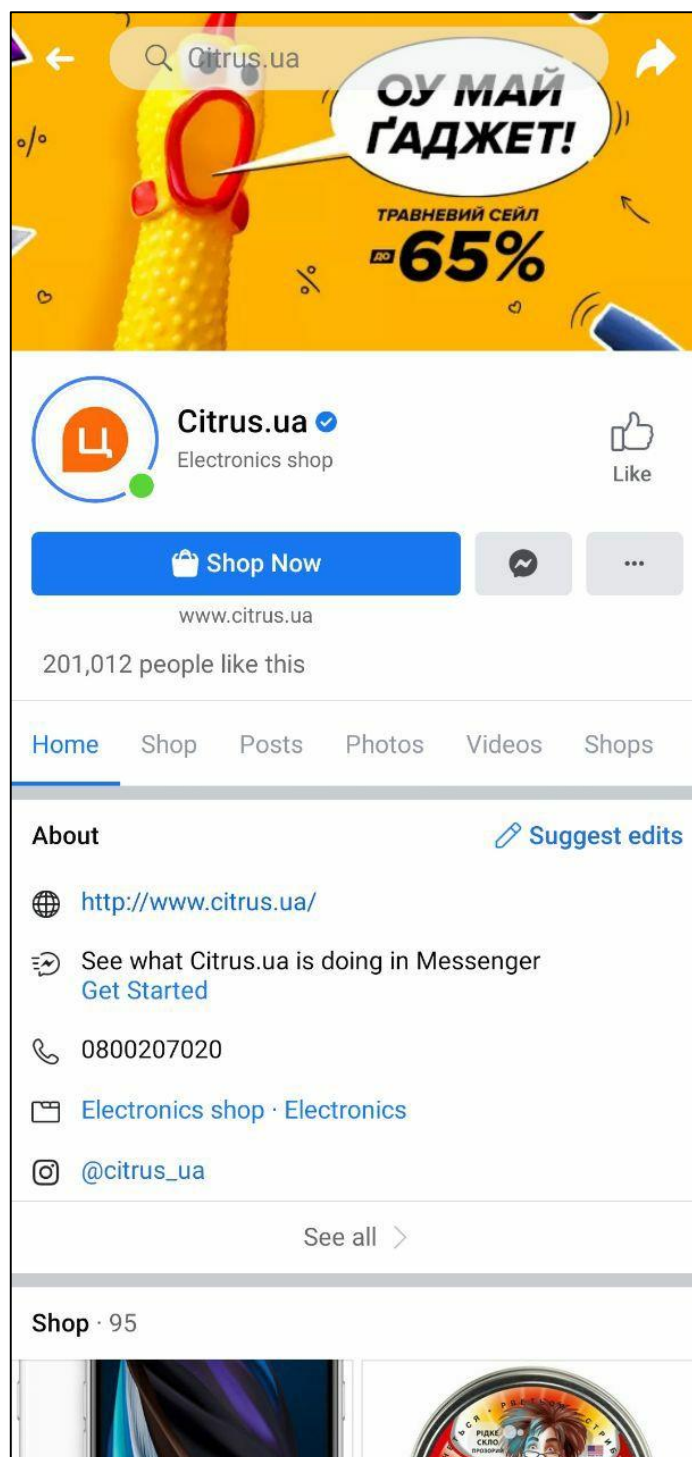 Citrus.ua
ОУ МАЙ
ҐАДЖЕТ!
ТРАВНЕВИЙ СЕЙЛ
ДО 65%
Ц
Citrus.ua
Electronics shop
Like
Shop Now
www.citrus.ua
201,012 people like this
Home Shop Posts Photos Videos Shops
About Suggest edits
http://www.citrus.ua/
See what Citrus.ua is doing in Messenger
Get Started
0800207020
Electronics shop · Electronics
@citrus_ua
See all
Shop · 95
РВЕТЬСЯ
РІДКЕ
СКЛО
ПРОЗОРИЙ